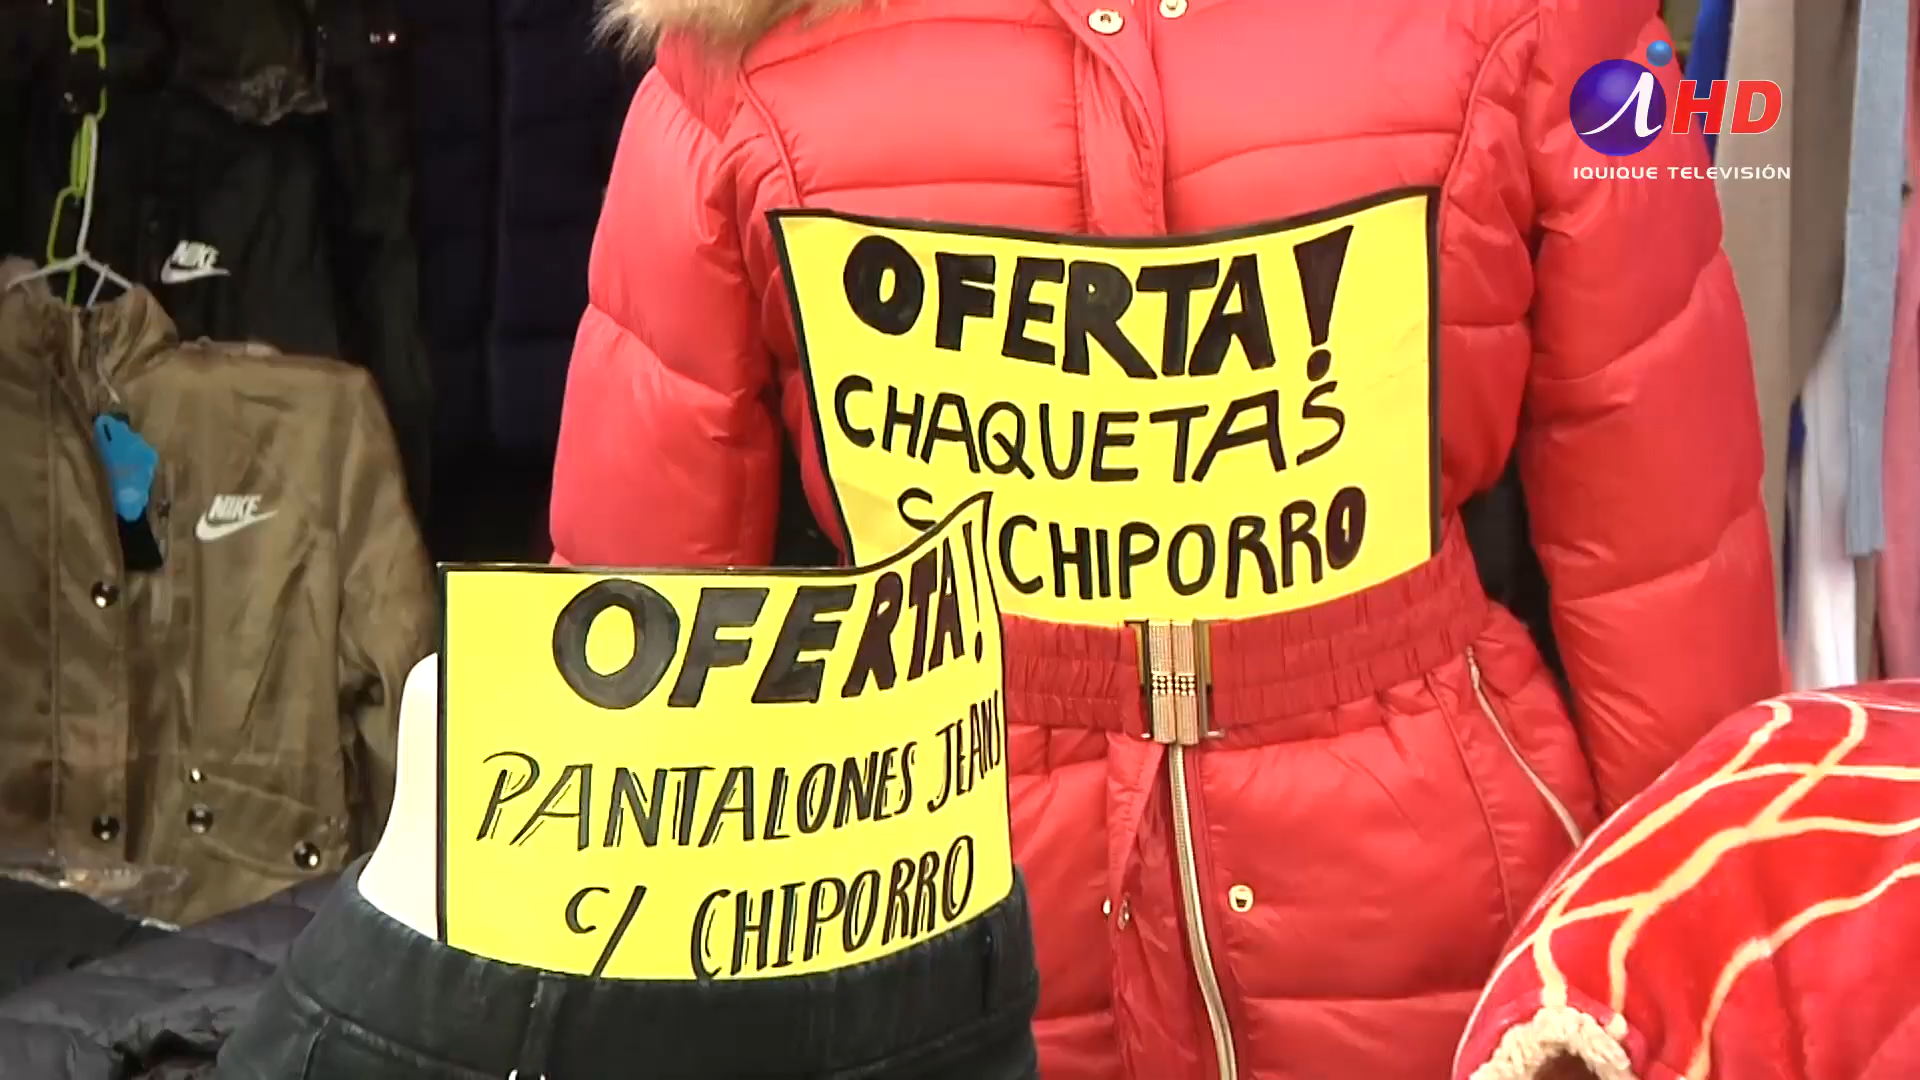 HD
IQUIQUE TELEVISIÓN
NIKE
NIKE
OFERTA!
CHAQUETAS
C CHIPORRO
OFERTA!
PANTALONES JEANS
C/ CHIPORRO